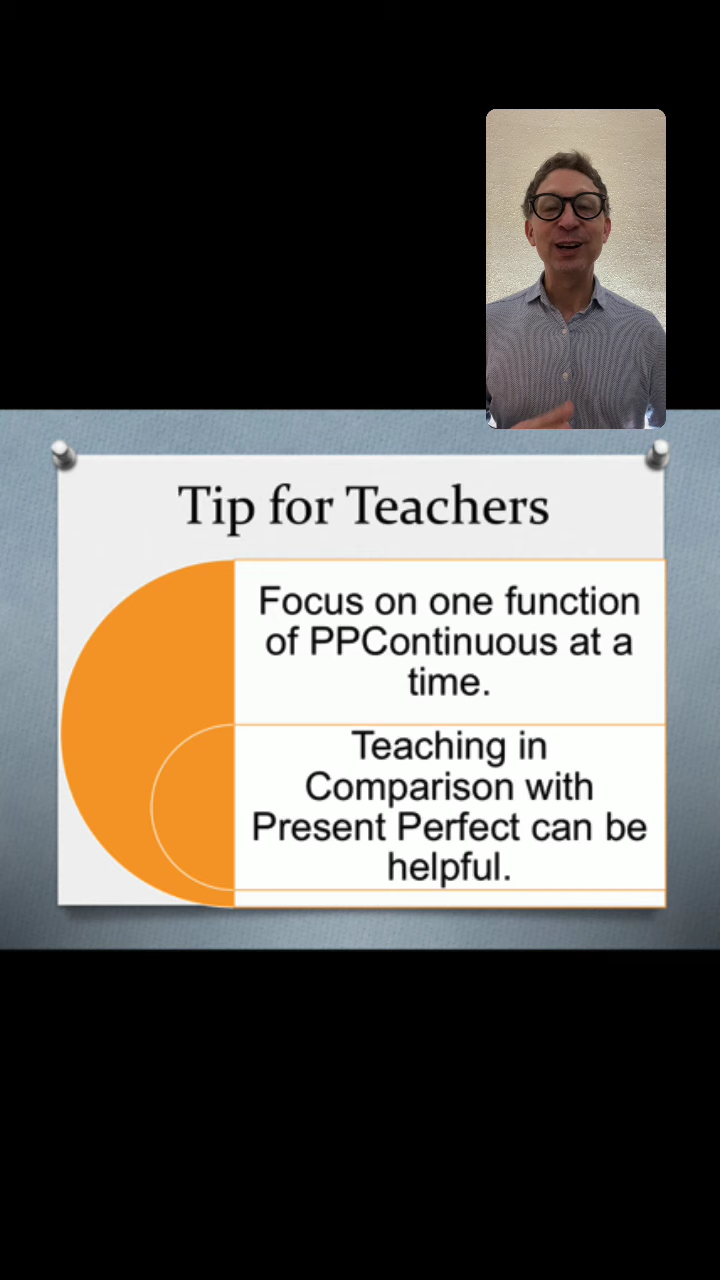 Tip for Teachers
Focus on one function
of PPContinuous at a
time.
Teaching in
Comparison with
Present Perfect can be
helpful.